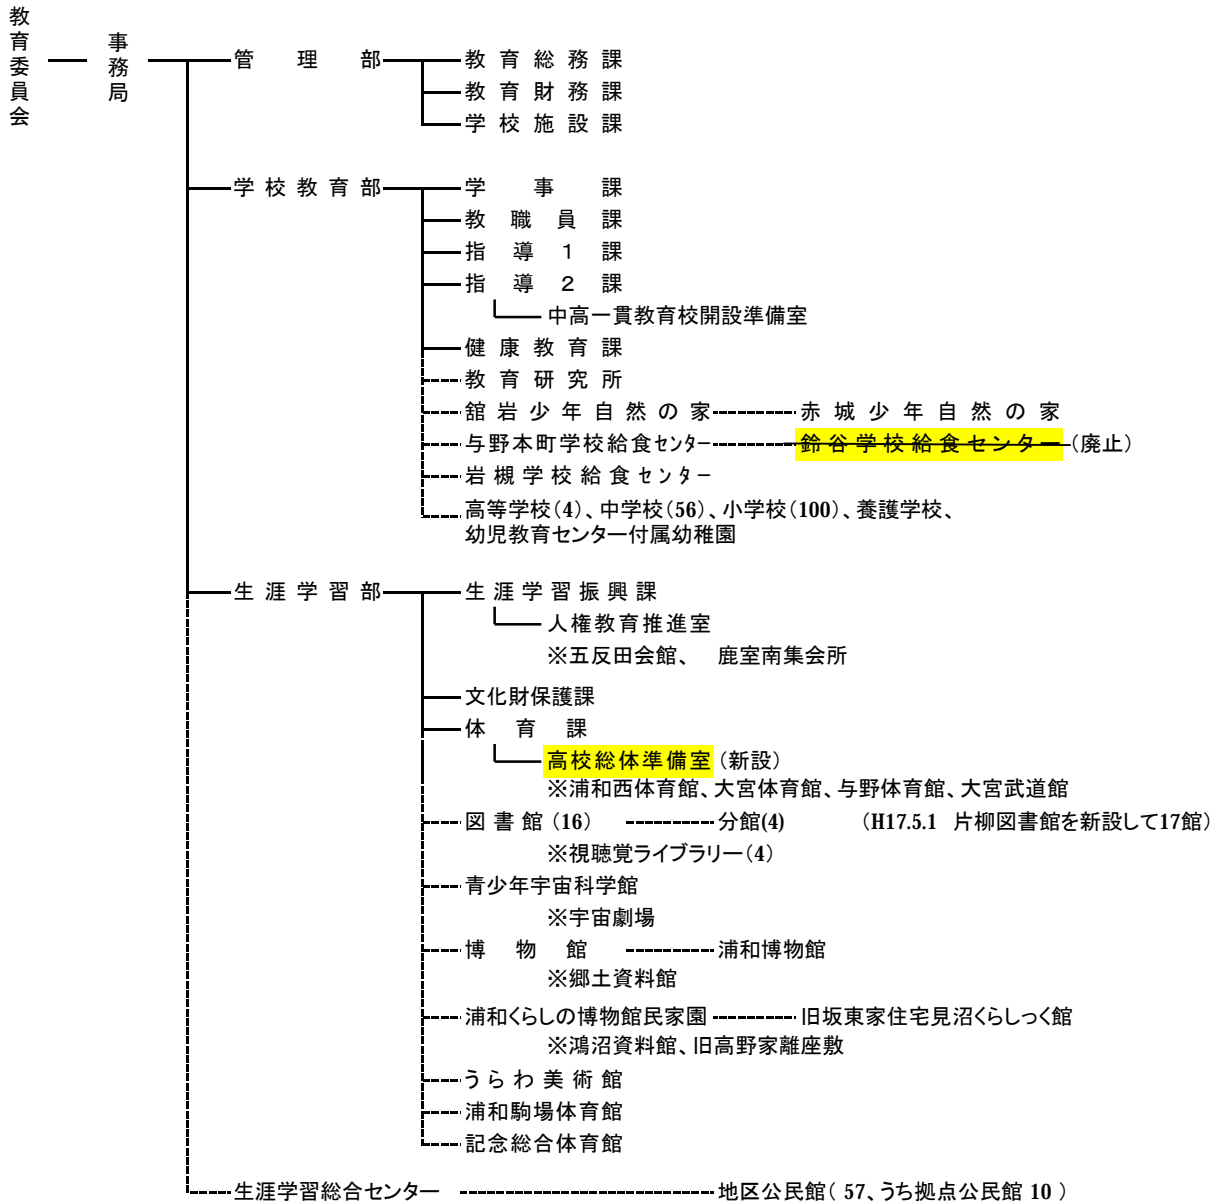 教育委員会
事務局
管理部
教育総務課
教育財務課
学校施設課
学校教育部
学事課
教職員課
指導1課
指導2課
中高一貫教育校開設準備室
健康教育課
教育研究所
舘岩少年自然の家 赤城少年自然の家
与野本町学校給食センター 鈴谷学校給食センター(廃止)
岩槻学校給食センター
高等学校(4)、中学校(56)、小学校(100)、養護学校、
幼児教育センター付属幼稚園
生涯学習部
生涯学習振興課
人権教育推進室
※五反田会館、 鹿室南集会所
文化財保護課
体育課
高校総体準備室(新設)
※浦和西体育館、大宮体育館、与野体育館、大宮武道館
図書館(16) 分館(4) (H17.5.1 片柳図書館を新設して17館)
※視聴覚ライブラリー(4)
青少年宇宙科学館
※宇宙劇場
博物館 浦和博物館
※郷土資料館
浦和くらしの博物館民家園 旧坂東家住宅見沼くらしっく館
※鴻沼資料館、旧高野家離座敷
うらわ美術館
浦和駒場体育館
記念総合体育館
生涯学習総合センター 地区公民館( 57、うち拠点公民館 10 )